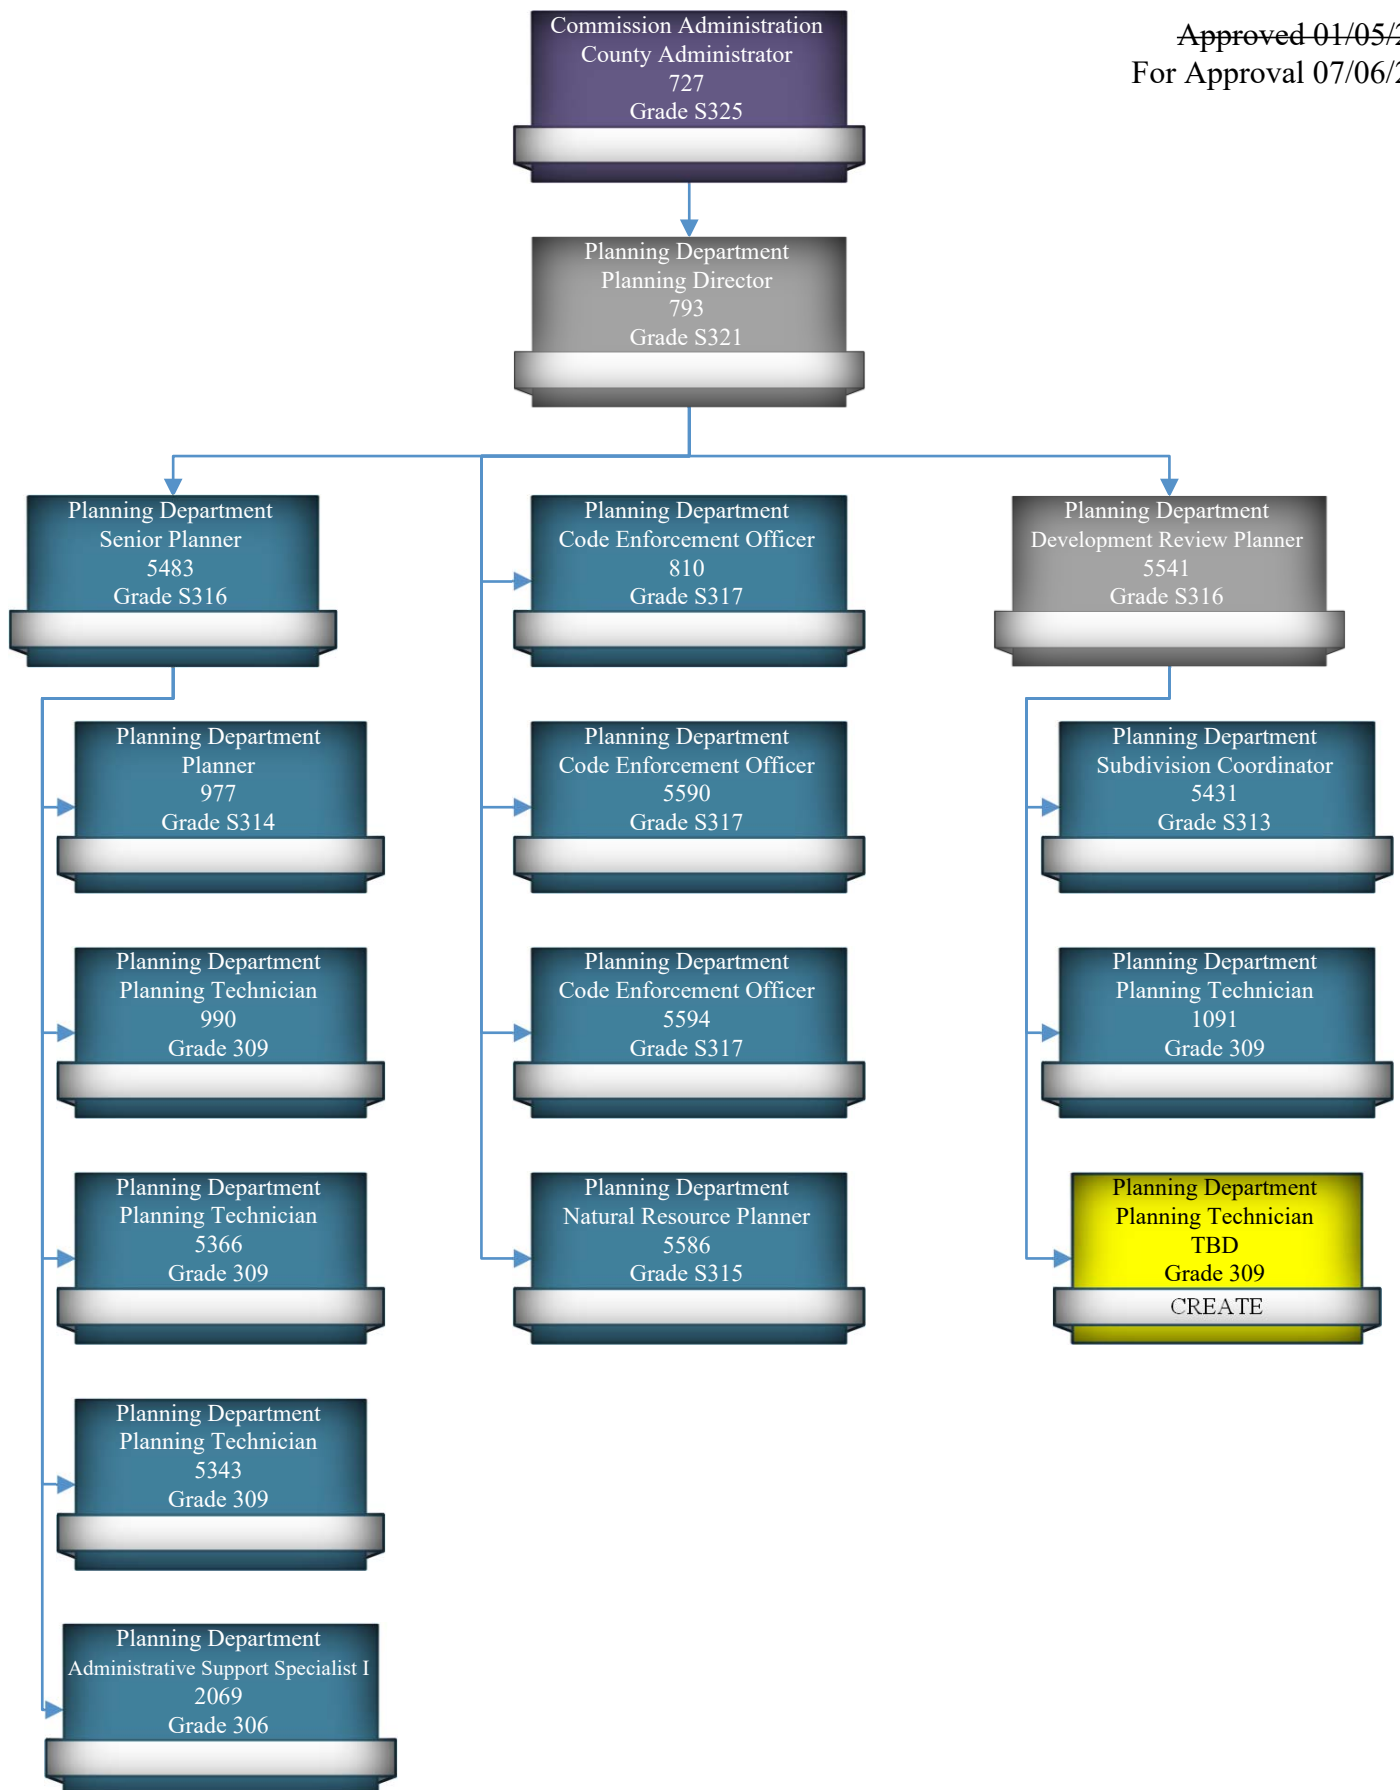 Commission Administration
County Administrator
727
Grade S325
Approved 01/05/2
For Approval 07/06/2
Planning Department
Planning Director
793
Grade S321
Planning Department
Senior Planner
5483
Grade S316
Planning Department
Code Enforcement Officer
810
Grade S317
Planning Department
Development Review Planner
5541
Grade S316
Planning Department
Planner
977
Grade S314
Planning Department
Code Enforcement Officer
5590
Grade S317
Planning Department
Subdivision Coordinator
5431
Grade S313
Planning Department
Planning Technician
990
Grade 309
Planning Department
Code Enforcement Officer
5594
Grade S317
Planning Department
Planning Technician
1091
Grade 309
Planning Department
Planning Technician
5366
Grade 309
Planning Department
Natural Resource Planner
5586
Grade S315
Planning Department
Planning Technician
TBD
Grade 309
CREATE
Planning Department
Planning Technician
5343
Grade 309
Planning Department
Administrative Support Specialist I
2069
Grade 306